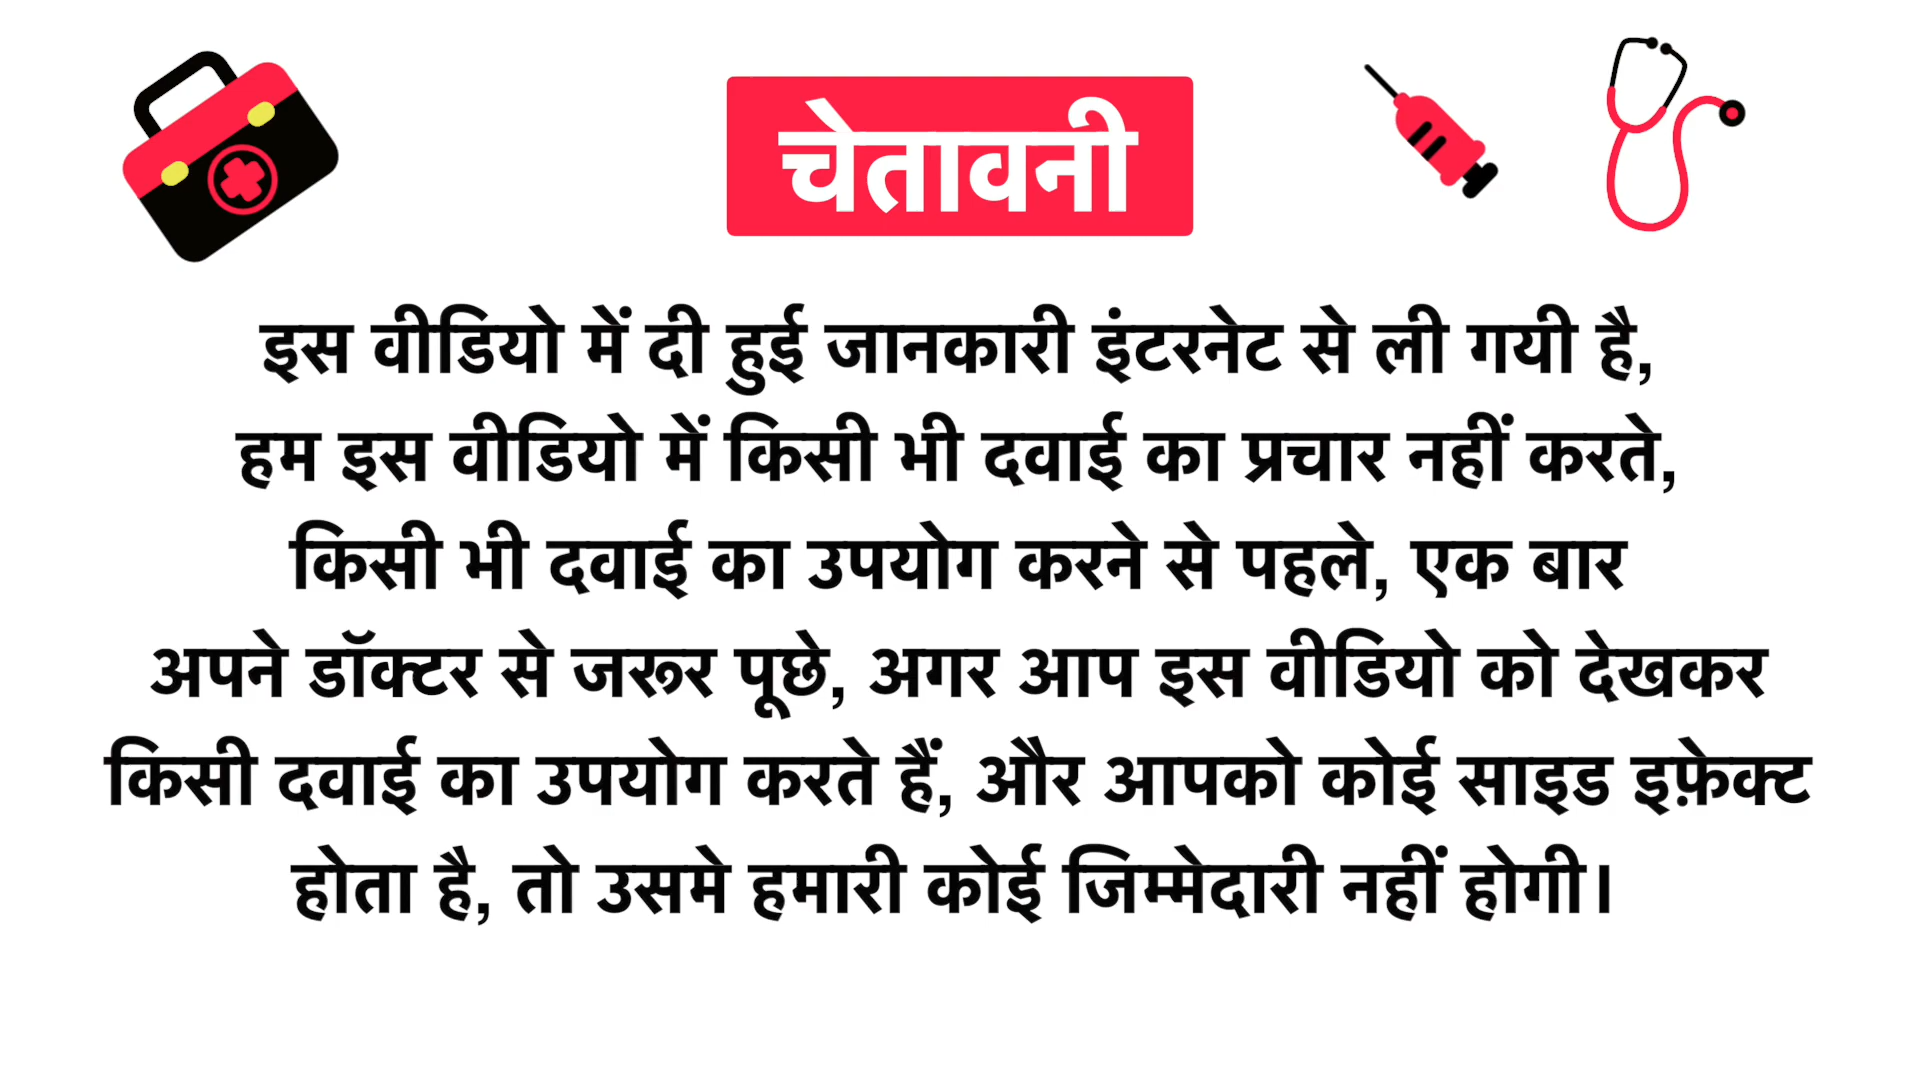 चेतावनी
इस वीडियो में दी हुई जानकारी इंटरनेट से ली गयी है,
हम इस वीडियो में किसी भी दवाई का प्रचार नहीं करते,
किसी भी दवाई का उपयोग करने से पहले, एक बार
अपने डॉक्टर से जरूर पूछे, अगर आप इस वीडियो को देखकर
किसी दवाई का उपयोग करते हैं, और आपको कोई साइड इफ़ेक्ट
होता है, तो उसमे हमारी कोई जिम्मेदारी नहीं होगी।